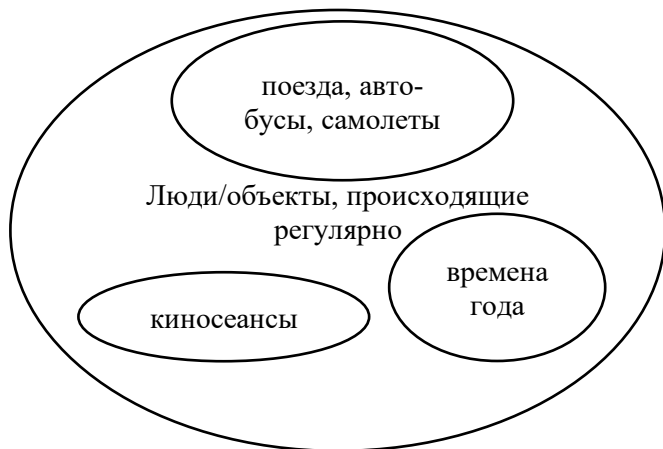 поезда, авто-
бусы, самолеты
Люди/объекты, происходящие
регулярно
времена
года
киносеансы